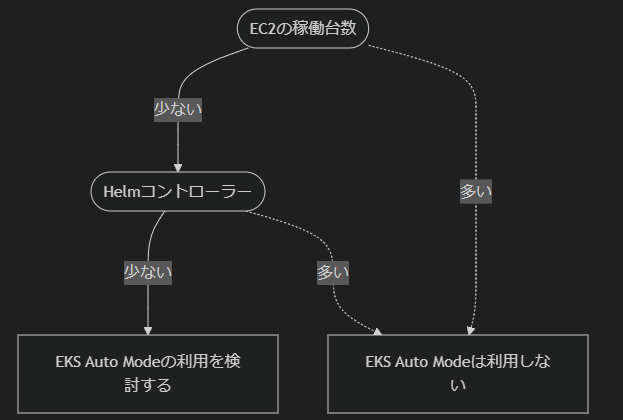 EC2の稼働台数
少ない
Helmコントローラー
多い
少ない
多い
EKS Auto Modeの利用を検
討する
EKS Auto Modeは利用しな
い